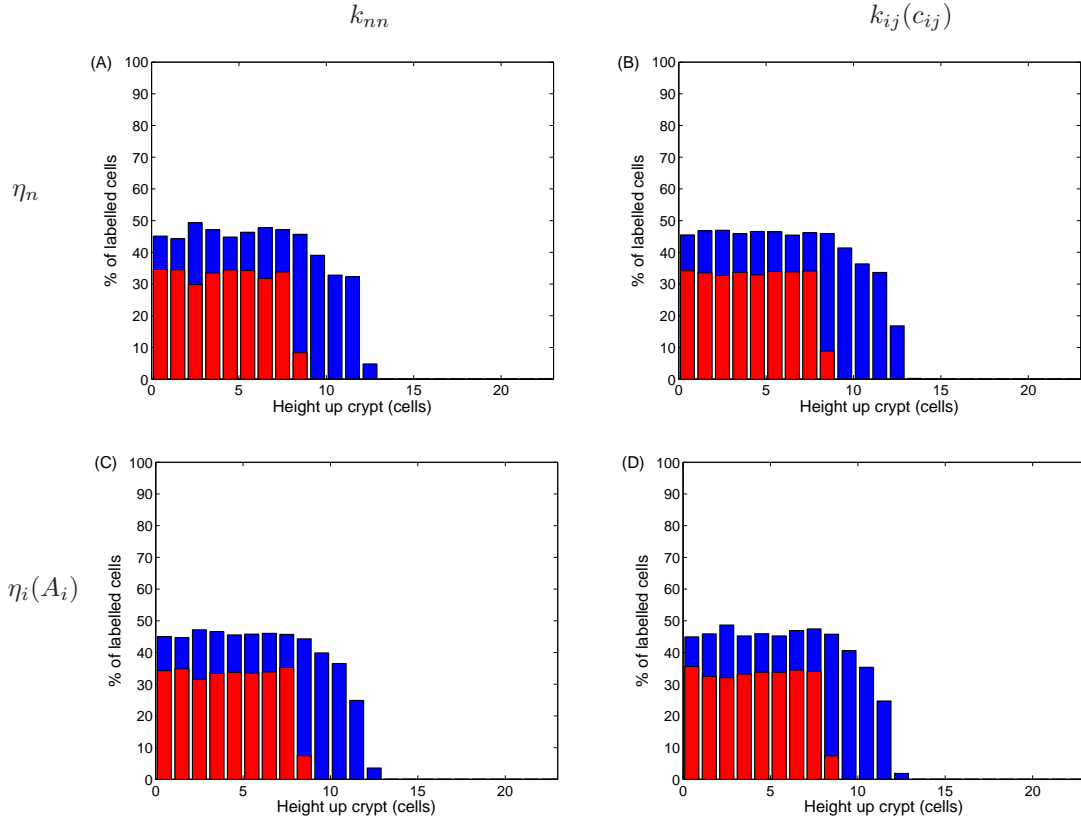 k_{nn} k_{ij}(c_{ij})
(A) (B)
η_n
% of labelled cells
100
90
80
70
60
50
40
30
20
10
0
0 5 10 15 20
Height up crypt (cells)
% of labelled cells
100
90
80
70
60
50
40
30
20
10
0
0 5 10 15 20
Height up crypt (cells)
(C) (D)
η_i(A_i)
% of labelled cells
100
90
80
70
60
50
40
30
20
10
0
0 5 10 15 20
Height up crypt (cells)
% of labelled cells
100
90
80
70
60
50
40
30
20
10
0
0 5 10 15 20
Height up crypt (cells)